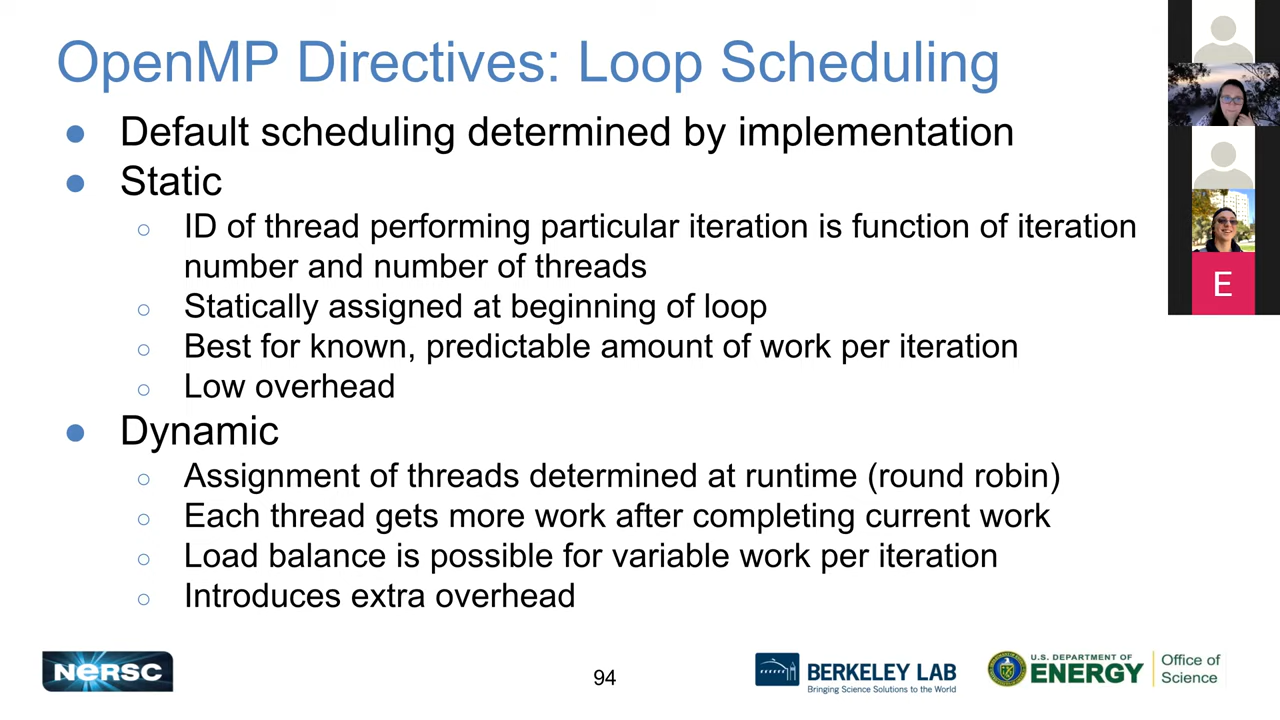 OpenMP Directives: Loop Scheduling
● Default scheduling determined by implementation
● Static
○ ID of thread performing particular iteration is function of iteration
number and number of threads
○ Statically assigned at beginning of loop
○ Best for known, predictable amount of work per iteration
○ Low overhead
● Dynamic
○ Assignment of threads determined at runtime (round robin)
○ Each thread gets more work after completing current work
○ Load balance is possible for variable work per iteration
○ Introduces extra overhead
E
NERSC
94
BERKELEY LAB
Bringing Science Solutions to the World
U.S. DEPARTMENT OF
ENERGY
Office of
Science